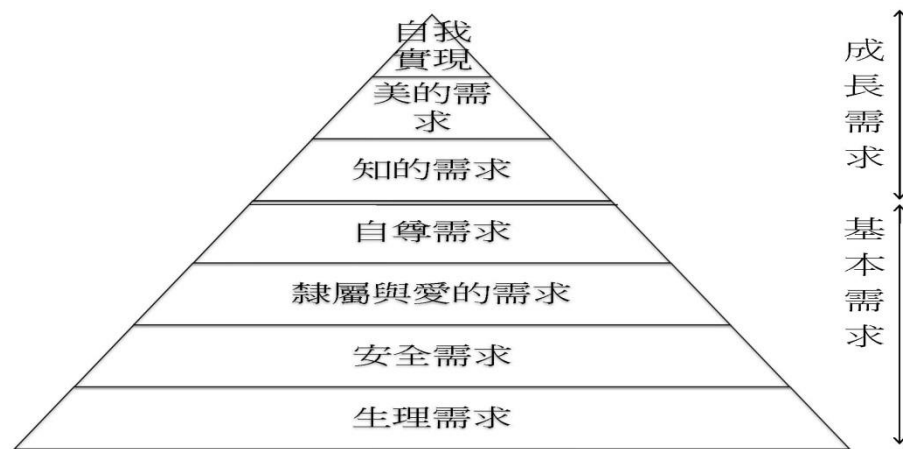 自我
實現
美的需
求
知的需求
自尊需求
隸屬與愛的需求
安全需求
生理需求
成長需求
基本需求